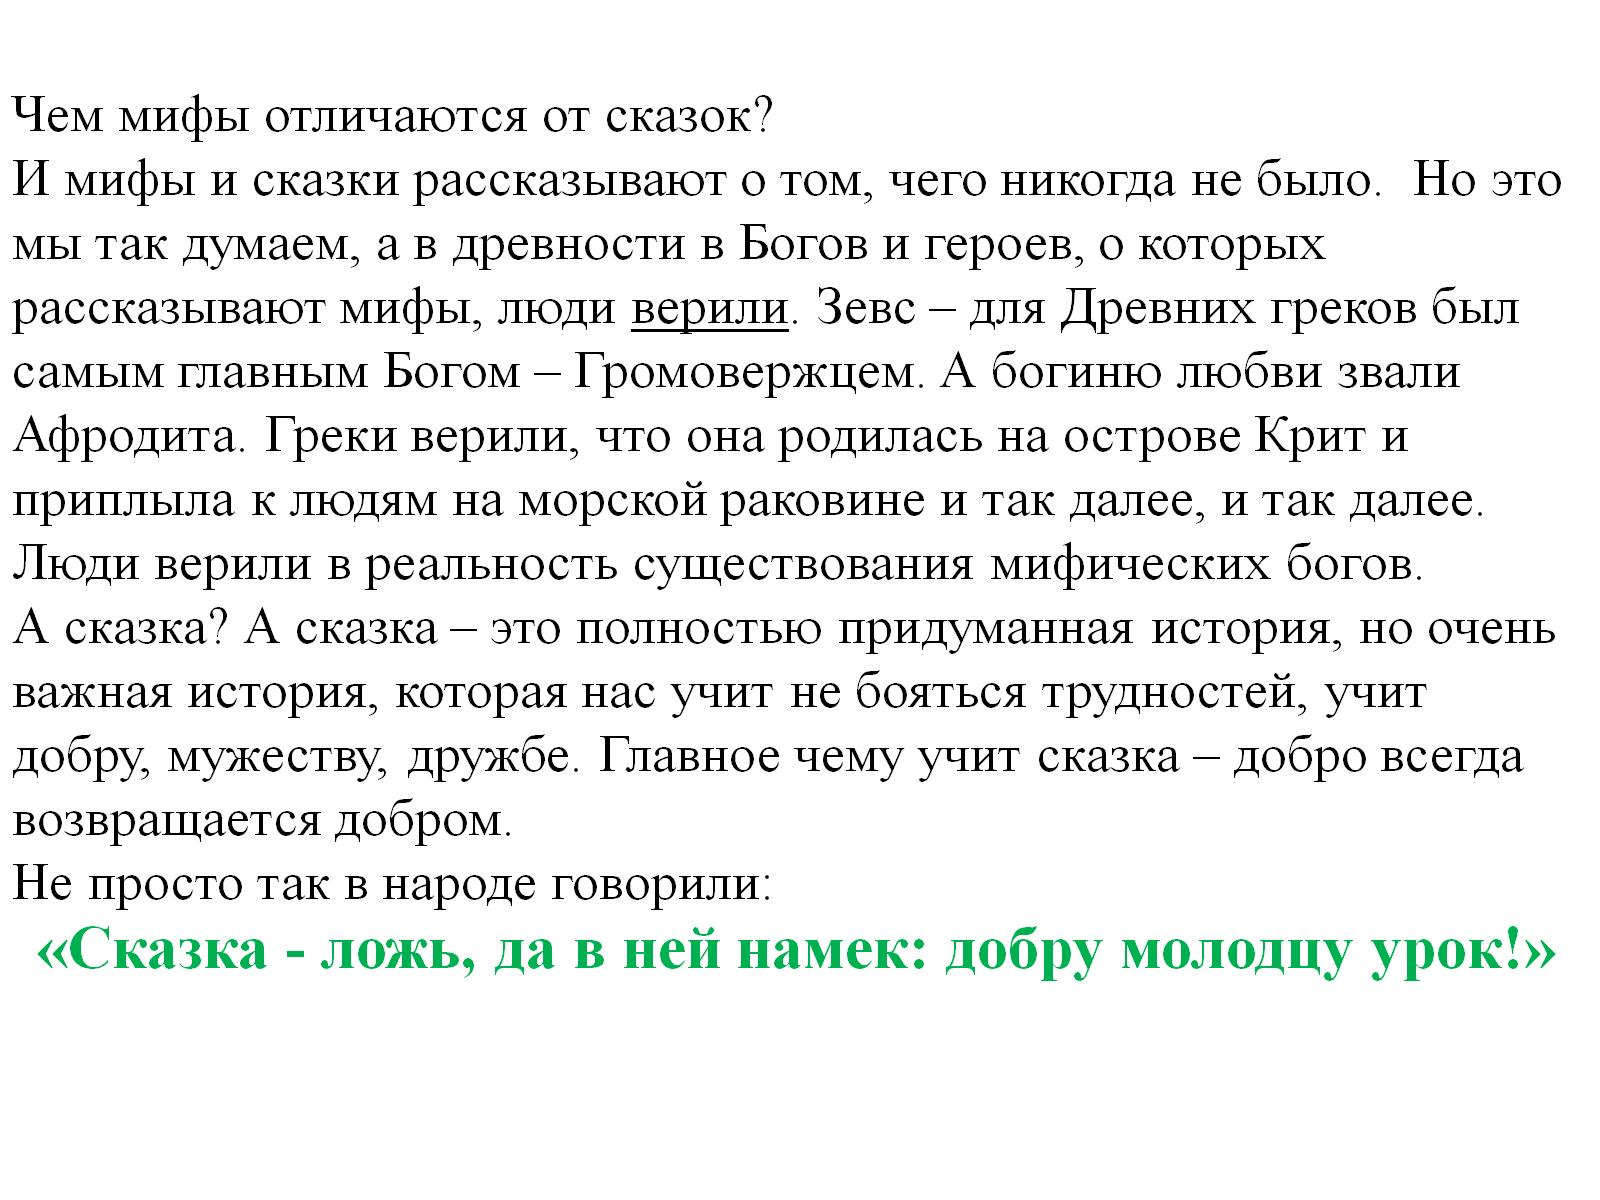 Чем мифы отличаются от сказок?
И мифы и сказки рассказывают о том, чего никогда не было.  Но это
мы так думаем, а в древности в Богов и героев, о которых
рассказывают мифы, люди верили. Зевс – для Древних греков был
самым главным Богом – Громовержцем. А богиню любви звали
Афродита. Греки верили, что она родилась на острове Крит и
приплыла к людям на морской раковине и так далее, и так далее.
Люди верили в реальность существования мифических богов.
А сказка? А сказка – это полностью придуманная история, но очень
важная история, которая нас учит не бояться трудностей, учит
добру, мужеству, дружбе. Главное чему учит сказка – добро всегда
возвращается добром.
Не просто так в народе говорили:
«Сказка - ложь, да в ней намек: добру молодцу урок!»